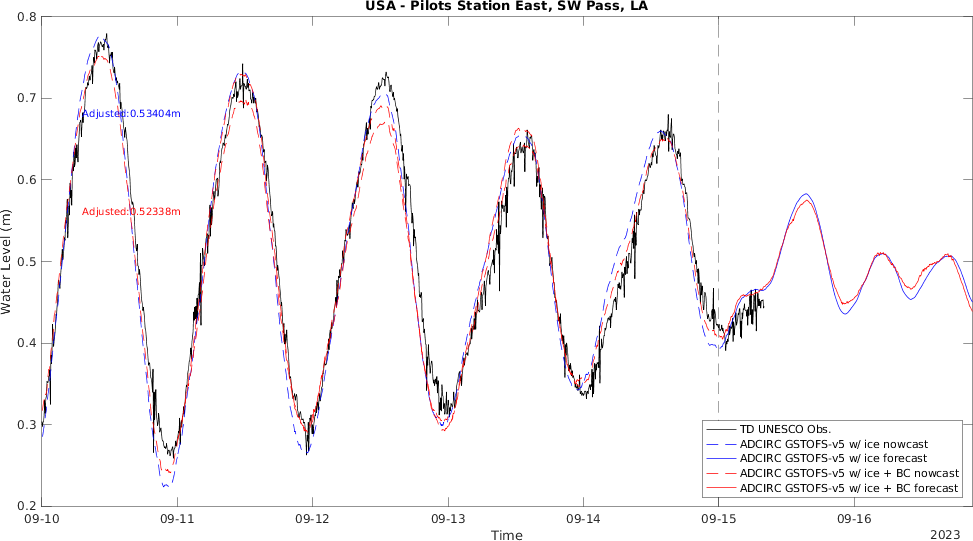 USA - Pilots Station East, SW Pass, LA
0.8
0.7
0.6
0.5
0.4
0.3
0.2
Water Level (m)
Adjusted:0.53404m
Adjusted:0.52338m
TD UNESCO Obs.
ADCIRC GSTOFS-v5 w/ ice nowcast
ADCIRC GSTOFS-v5 w/ ice forecast
ADCIRC GSTOFS-v5 w/ ice + BC nowcast
ADCIRC GSTOFS-v5 w/ ice + BC forecast
09-10 09-11 09-12 09-13 09-14 09-15 09-16
Time
2023